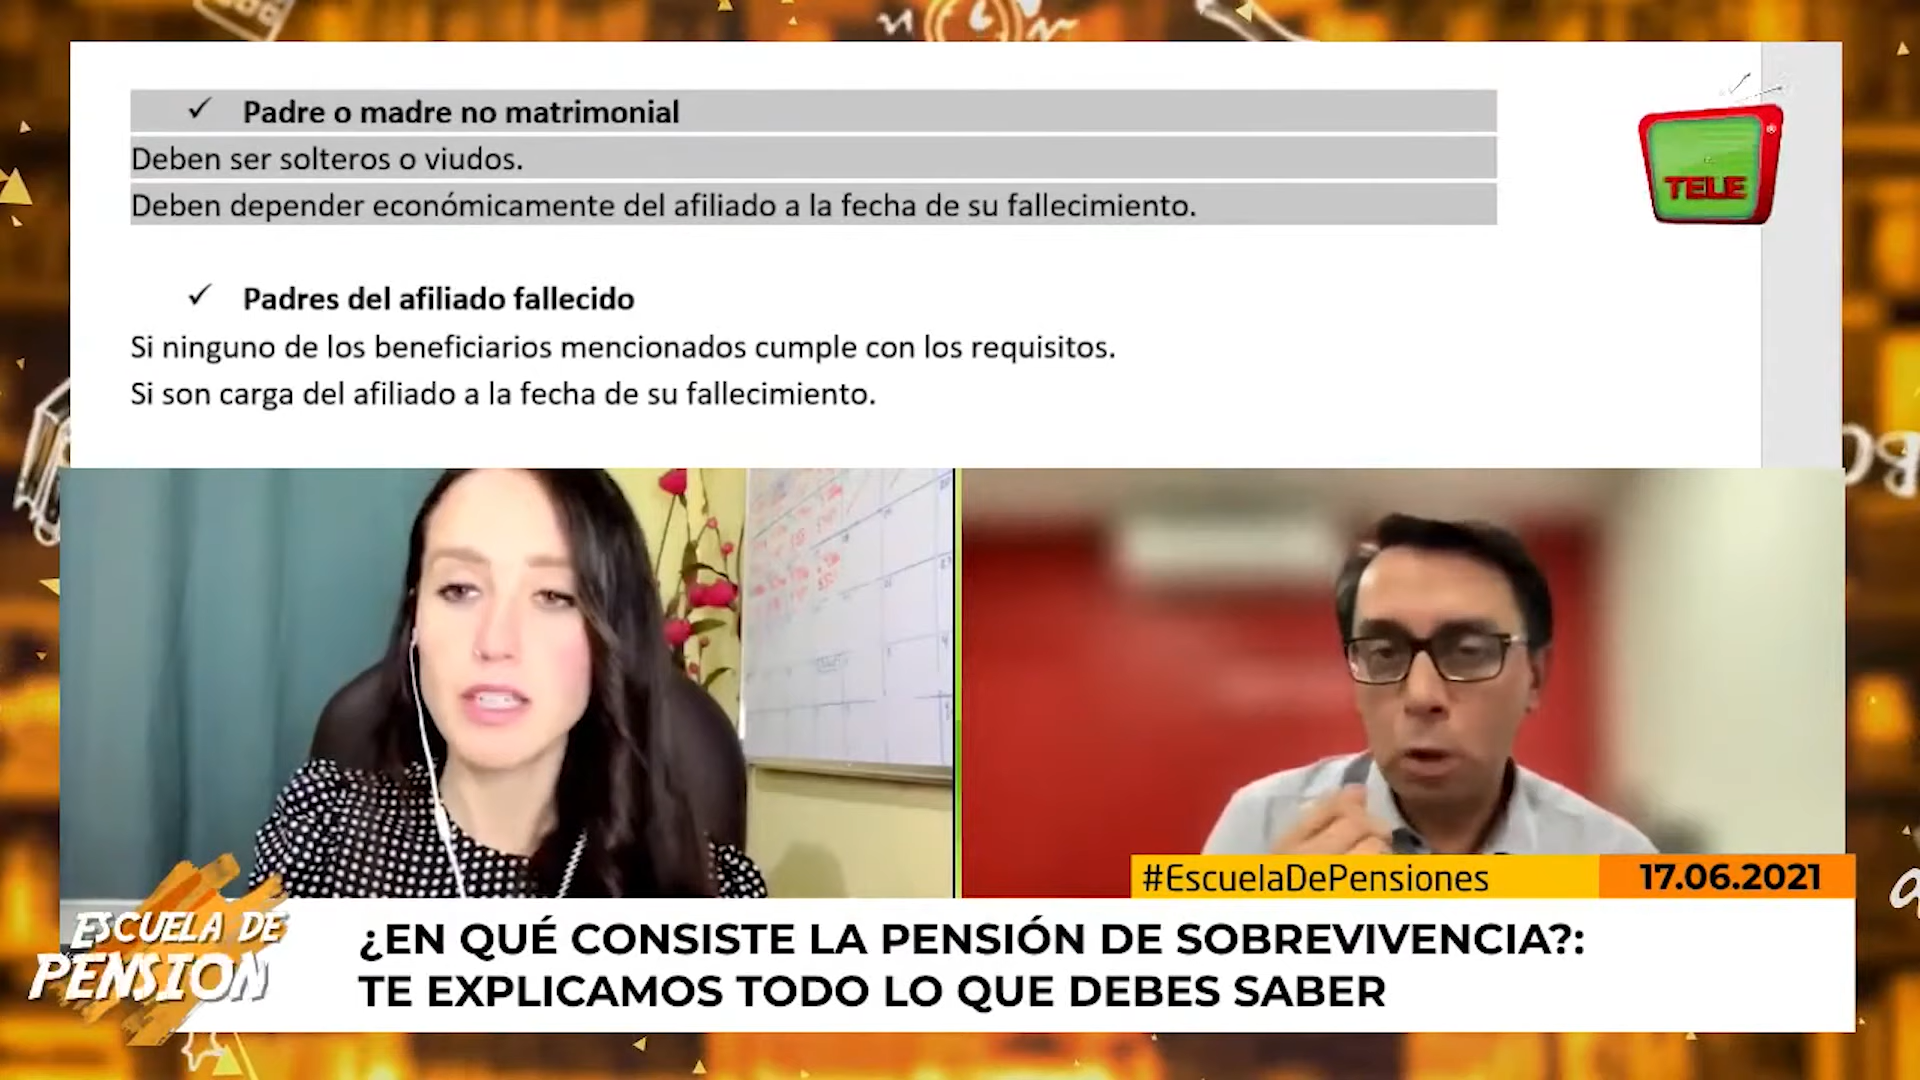 ✓ Padre o madre no matrimonial
Deben ser solteros o viudos.
Deben depender económicamente del afiliado a la fecha de su fallecimiento.
✓ Padres del afiliado fallecido
Si ninguno de los beneficiarios mencionados cumple con los requisitos.
Si son carga del afiliado a la fecha de su fallecimiento.
TELE
®
#EscuelaDePensiones
17.06.2021
ESCUELA DE
PENSION
¿EN QUÉ CONSISTE LA PENSIÓN DE SOBREVIVENCIA?:
TE EXPLICAMOS TODO LO QUE DEBES SABER